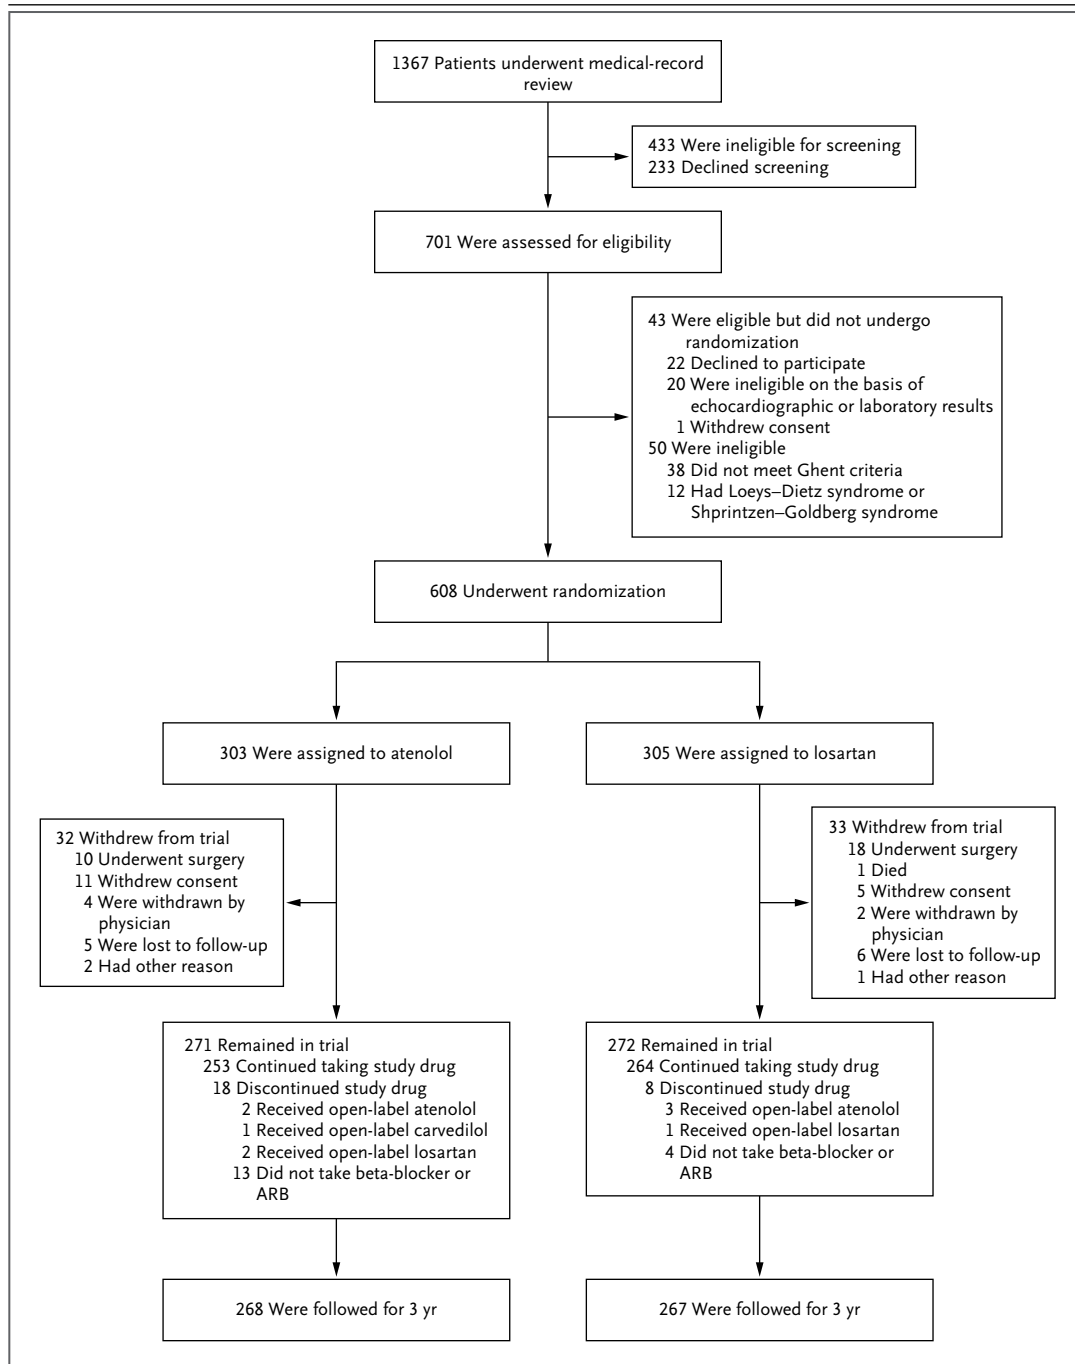 1367 Patients underwent medical-record
review
433 Were ineligible for screening
233 Declined screening
701 Were assessed for eligibility
43 Were eligible but did not undergo
randomization
22 Declined to participate
20 Were ineligible on the basis of
echocardiographic or laboratory results
1 Withdrew consent
50 Were ineligible
38 Did not meet Ghent criteria
12 Had Loeys–Dietz syndrome or
Shprintzen–Goldberg syndrome
608 Underwent randomization
303 Were assigned to atenolol
305 Were assigned to losartan
32 Withdrew from trial
10 Underwent surgery
11 Withdrew consent
4 Were withdrawn by
physician
5 Were lost to follow-up
2 Had other reason
33 Withdrew from trial
18 Underwent surgery
1 Died
5 Withdrew consent
2 Were withdrawn by
physician
6 Were lost to follow-up
1 Had other reason
271 Remained in trial
253 Continued taking study drug
18 Discontinued study drug
2 Received open-label atenolol
1 Received open-label carvedilol
2 Received open-label losartan
13 Did not take beta-blocker or
ARB
272 Remained in trial
264 Continued taking study drug
8 Discontinued study drug
3 Received open-label atenolol
1 Received open-label losartan
4 Did not take beta-blocker or
ARB
268 Were followed for 3 yr
267 Were followed for 3 yr